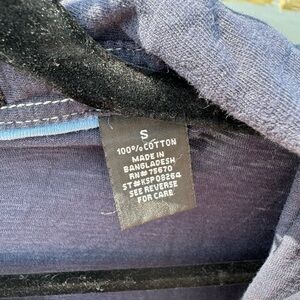 S
100% COTTON
MADE IN
BANGLADESH
RN# 75670
ST#KSP08264
SEE REVERSE
FOR CARE